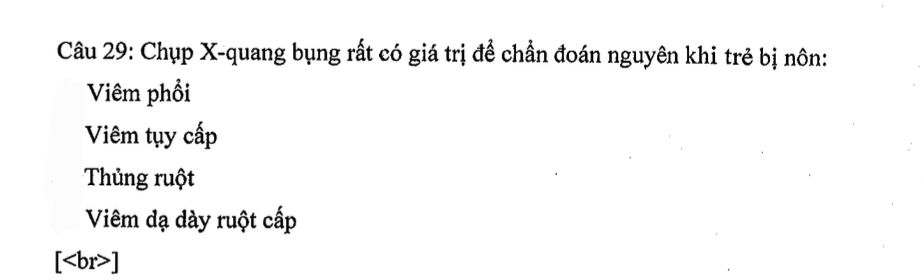 Câu 29: Chụp X-quang bụng rất có giá trị để chẩn đoán nguyên khi trẻ bị nôn:
Viêm phổi
Viêm tụy cấp
Thủng ruột
Viêm dạ dày ruột cấp
[<br>]